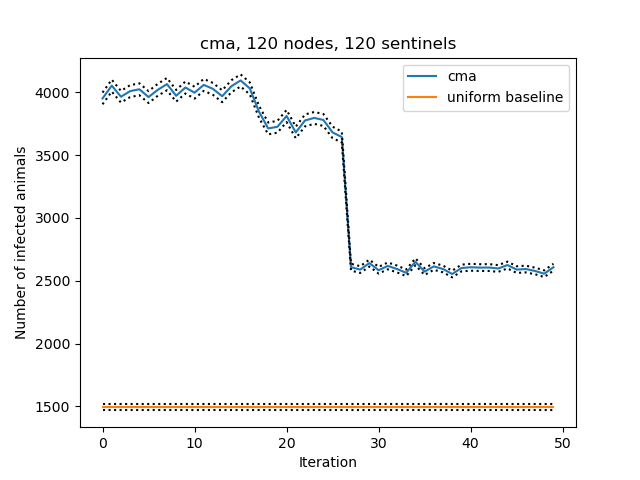 cma, 120 nodes, 120 sentinels
cma
uniform baseline
Number of infected animals
4000
3500
3000
2500
2000
1500
0 10 20 30 40 50
Iteration